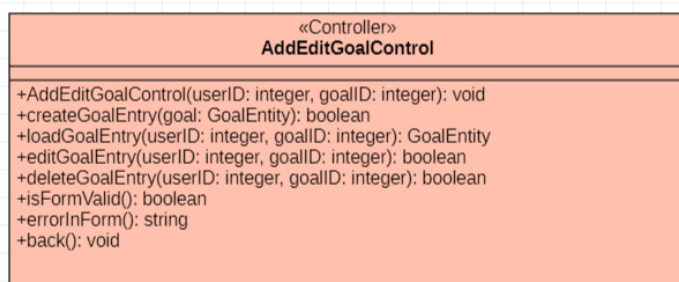 «Controller»
AddEditGoalControl
+AddEditGoalControl(userID: integer, goalID: integer): void
+createGoalEntry(goal: GoalEntity): boolean
+loadGoalEntry(userID: integer, goalID: integer): GoalEntity
+editGoalEntry(userID: integer, goalID: integer): boolean
+deleteGoalEntry(userID: integer, goalID: integer): boolean
+isFormValid(): boolean
+errorInForm(): string
+back(): void